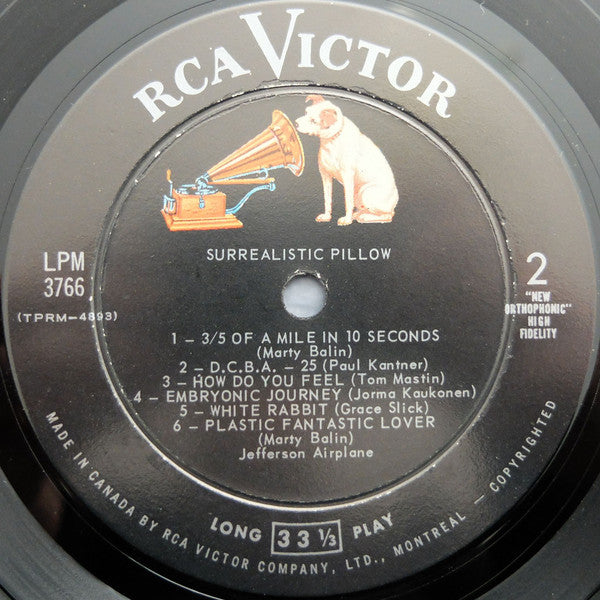 RCA VICTOR
SURREALISTIC PILLOW
LPM
3766
(TPRM-4893)
2
"NEW
ORTHOPHONIC"
HIGH
FIDELITY
1 – 3/5 OF A MILE IN 10 SECONDS
(Marty Balin)
2 – D.C.B.A. – 25 (Paul Kantner)
3 – HOW DO YOU FEEL (Tom Mastin)
4 – EMBRYONIC JOURNEY (Jorma Kaukonen)
5 – WHITE RABBIT (Grace Slick)
6 – PLASTIC FANTASTIC LOVER
(Marty Balin)
Jefferson Airplane
LONG 33 ⅓ PLAY
MADE IN CANADA BY RCA VICTOR COMPANY, LTD., MONTREAL – COPYRIGHTED